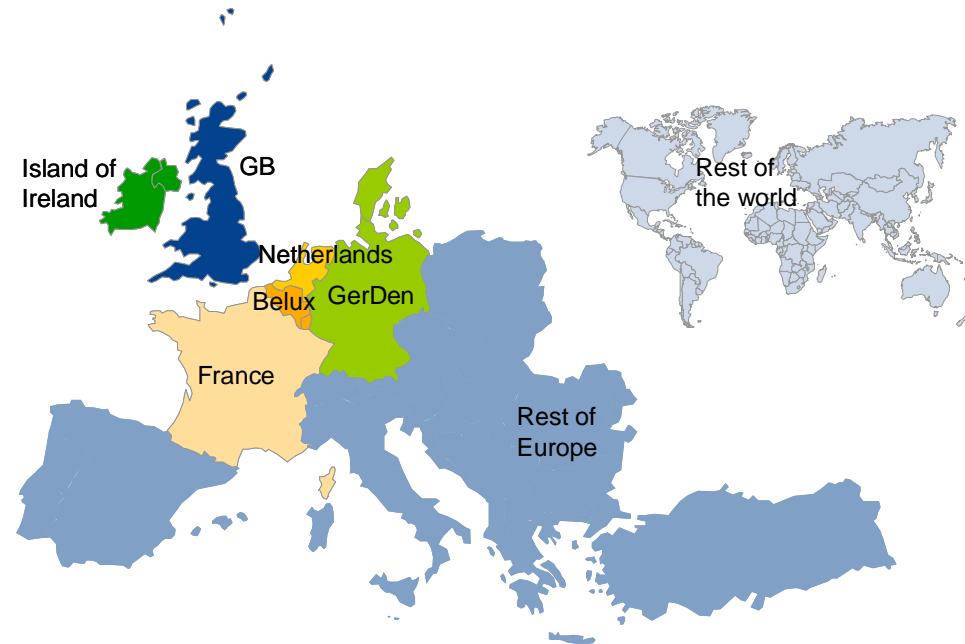 Island of
Ireland
GB
Rest of
the world
Netherlands
Belux
GerDen
France
Rest of
Europe